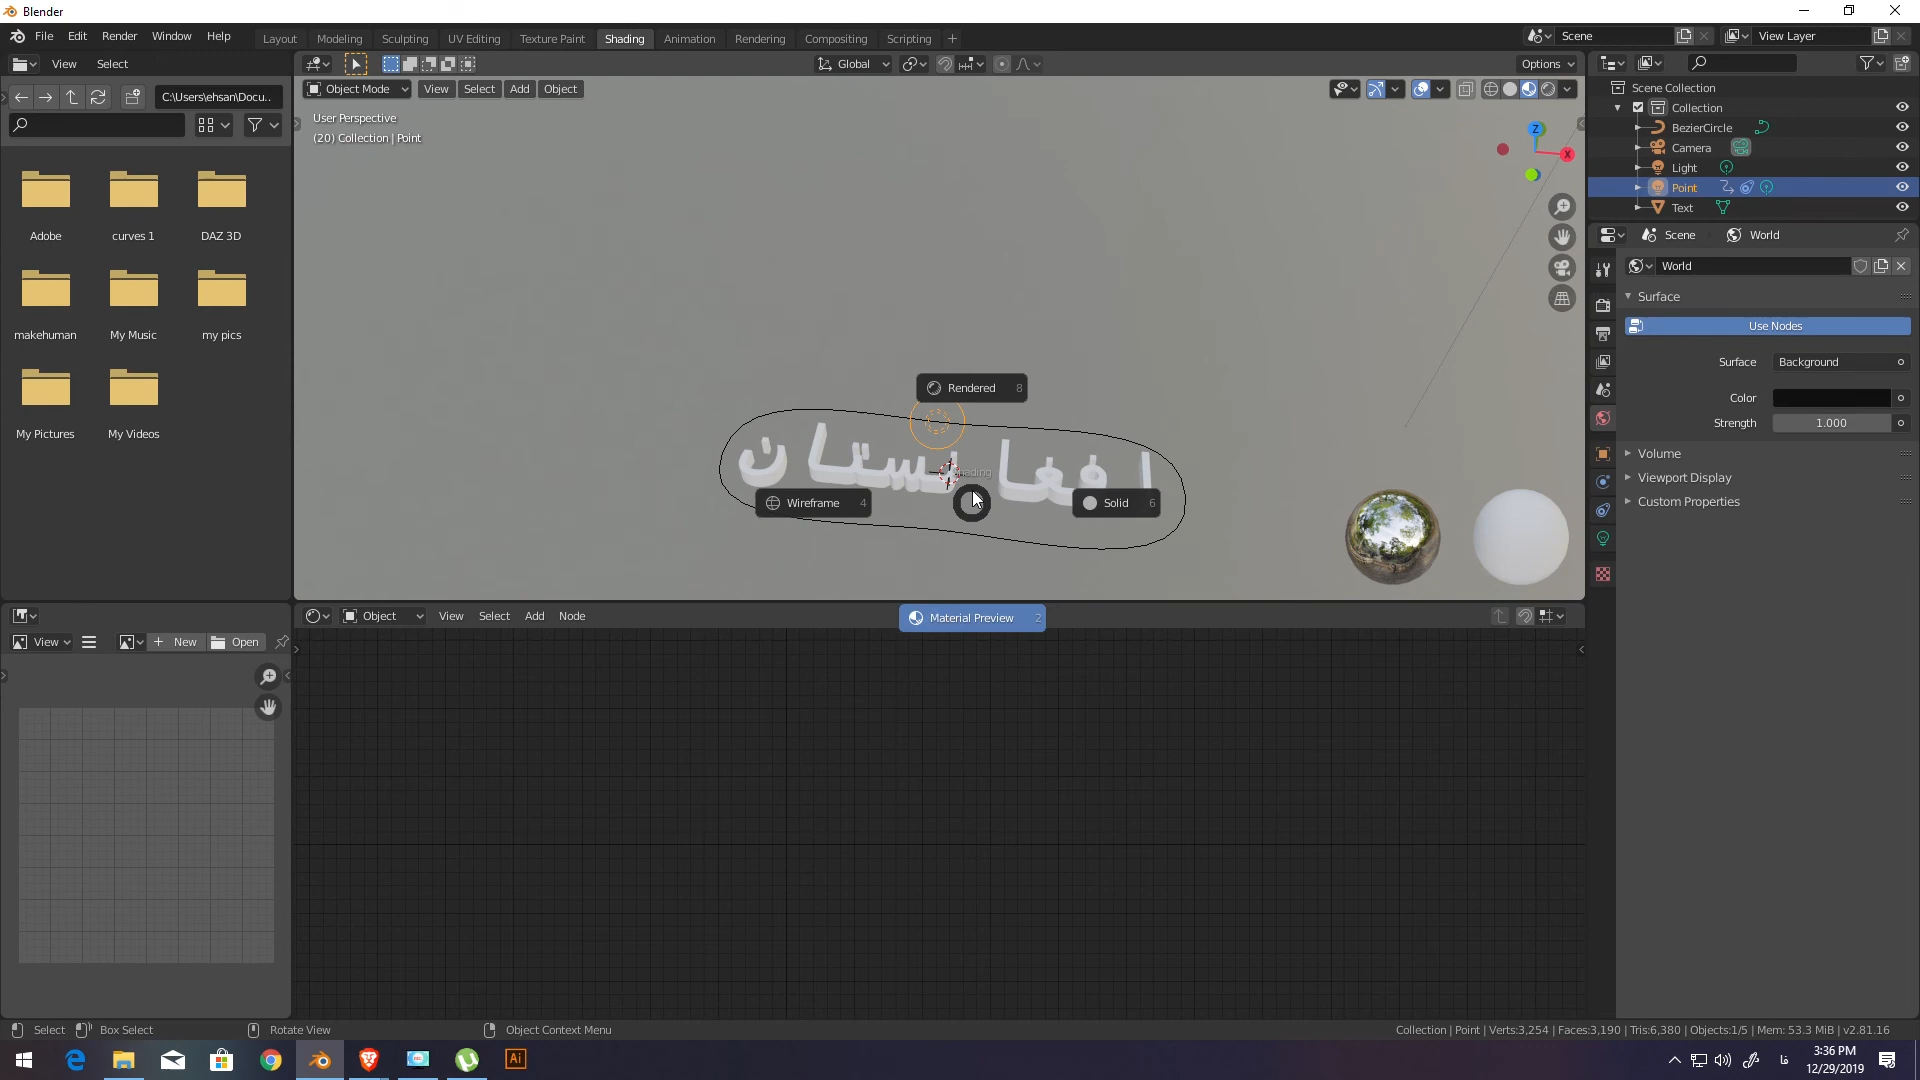 Blender
File Edit Render Window Help
Layout Modeling Sculpting UV Editing Texture Paint Shading Animation Rendering Compositing Scripting
Scene View Layer
View Select
Global
Options
C:\Users\ehsan\Docu..
Object Mode View Select Add Object
User Perspective
(20) Collection | Point
Z
X
Adobe curves 1 DAZ 3D
makehuman My Music my pics
My Pictures My Videos
Rendered 8
افغانستان
Shading
Wireframe 4
Solid 6
Material Preview 2
Scene Collection
Collection
BezierCircle
Camera
Light
Point
Text
Scene World
World
Surface
Use Nodes
Surface Background
Color
Strength 1.000
Volume
Viewport Display
Custom Properties
Object View Select Add Node
View New Open
Select Box Select Rotate View Object Context Menu
Collection | Point | Verts:3,254 | Faces:3,190 | Tris:6,380 | Objects:1/5 | Mem: 53.3 MiB | v2.81.16
Ai
فا
3:36 PM
12/29/2019